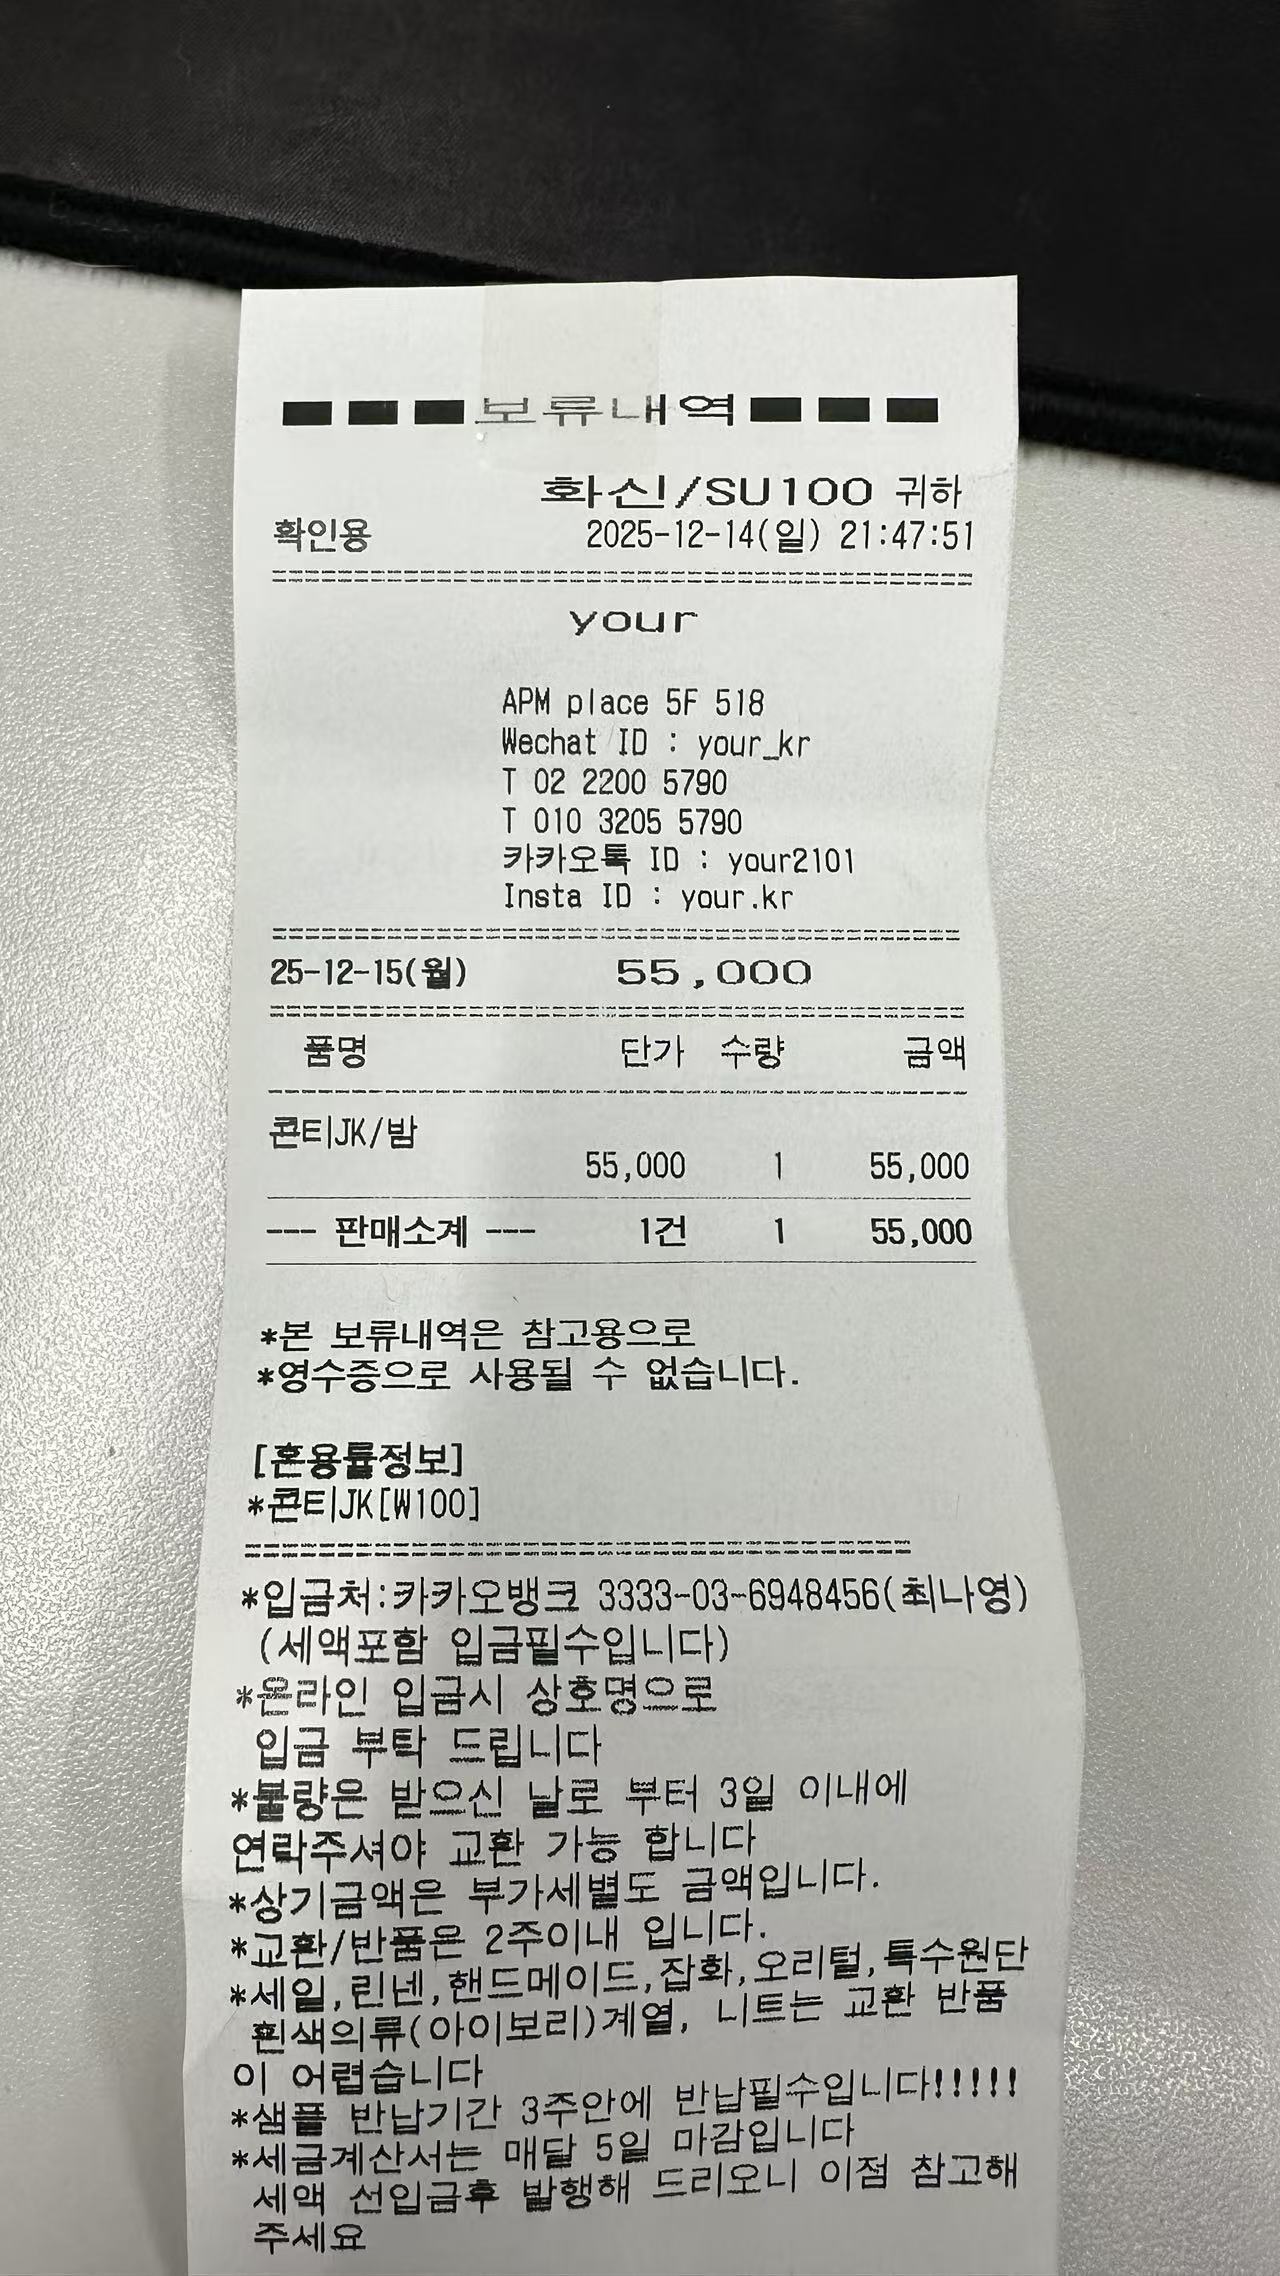 ■■■보류내역■■■
화신/SU100 귀하
확인용 2025-12-14(일) 21:47:51
your
APM place 5F 518
Wechat ID : your_kr
T 02 2200 5790
T 010 3205 5790
카카오톡 ID : your2101
Insta ID : your.kr
25-12-15(월) 55,000
품명 단가 수량 금액
콘티JK/밤
55,000 1 55,000
--- 판매소계 --- 1건 1 55,000
*본 보류내역은 참고용으로
*영수증으로 사용될 수 없습니다.
[혼용률정보]
*콘티JK[W100]
*입금처:카카오뱅크 3333-03-6948456(최나영)
(세액포함 입금필수입니다)
*온라인 입금시 상호명으로
입금 부탁 드립니다
*불량은 받으신 날로 부터 3일 이내에
연락주셔야 교환 가능 합니다
*상기금액은 부가세별도 금액입니다.
*교환/반품은 2주이내 입니다.
*세일,린넨,핸드메이드,잡화,오리털,특수원단
흰색의류(아이보리)계열, 니트는 교환 반품
이 어렵습니다
*샘플 반납기간 3주안에 반납필수입니다!!!!!
*세금계산서는 매달 5일 마감입니다
세액 선입금후 발행해 드리오니 이점 참고해
주세요